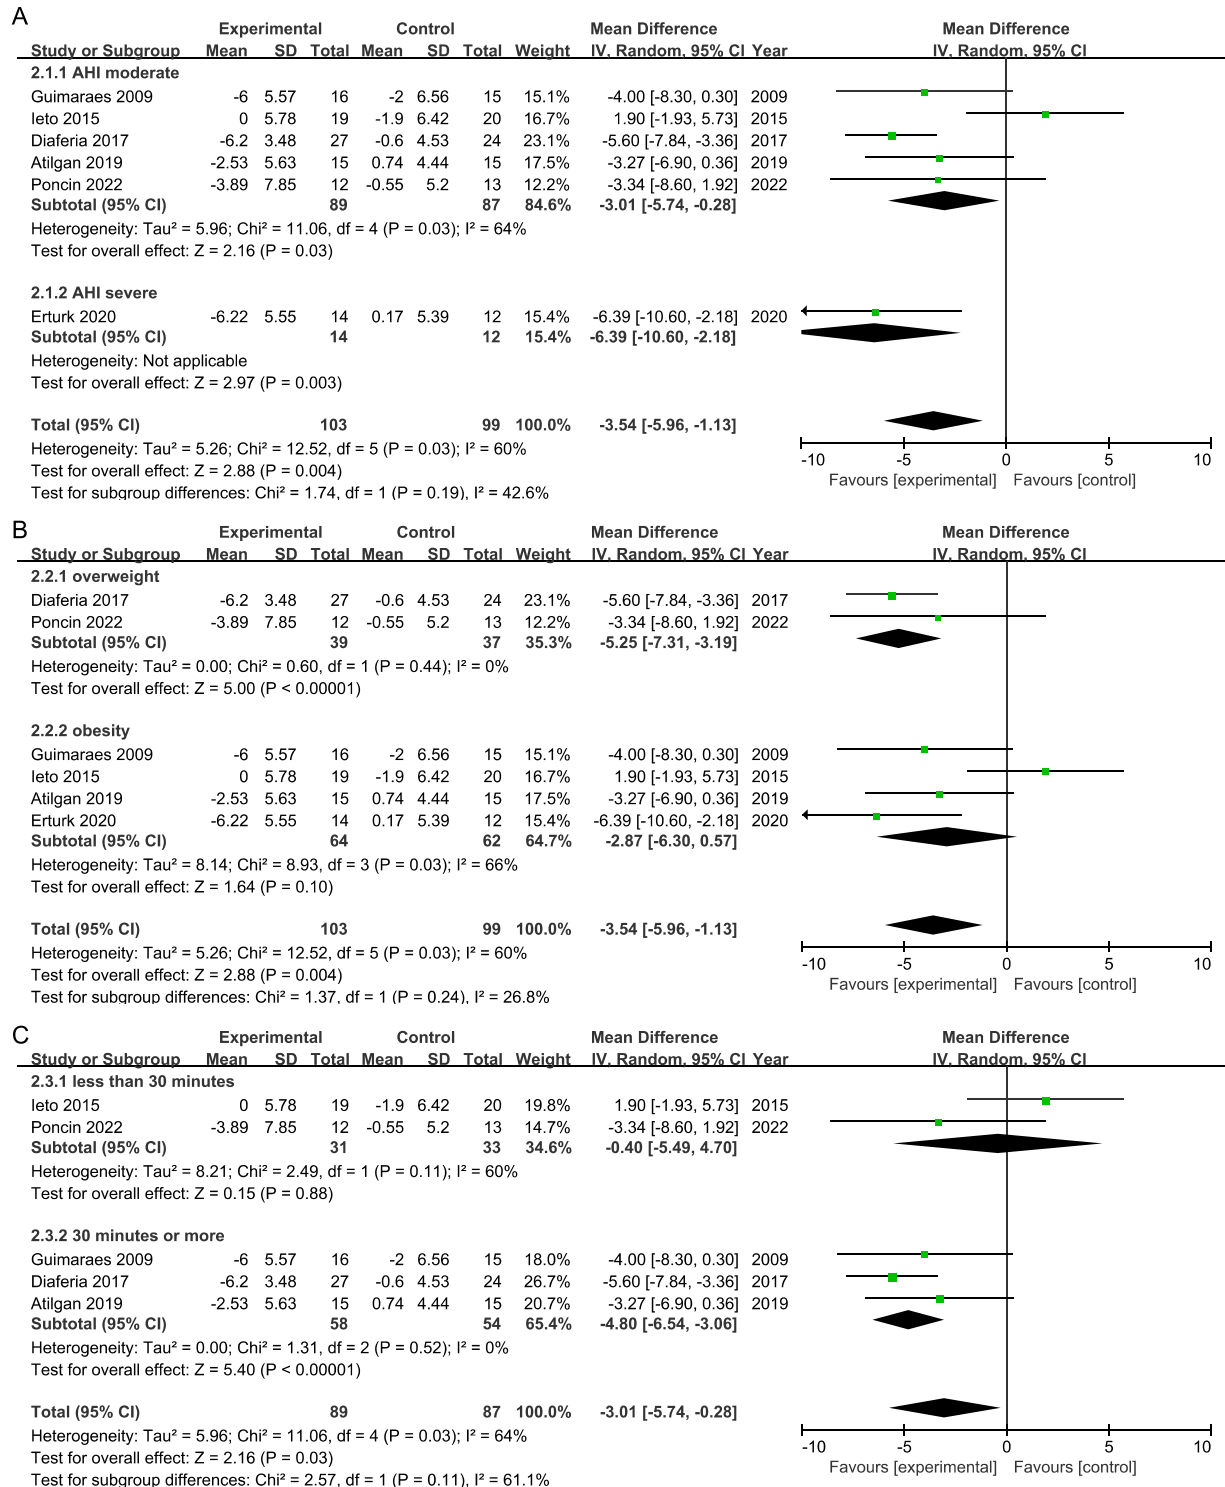 A
Experimental Control Mean Difference Mean Difference
Study or Subgroup Mean SD Total Mean SD Total Weight IV, Random, 95% CI Year IV, Random, 95% CI
2.1.1 AHI moderate
Guimaraes 2009 -6 5.57 16 -2 6.56 15 15.1% -4.00 [-8.30, 0.30] 2009
Ieto 2015 0 5.78 19 -1.9 6.42 20 16.7% 1.90 [-1.93, 5.73] 2015
Diaferia 2017 -6.2 3.48 27 -0.6 4.53 24 23.1% -5.60 [-7.84, -3.36] 2017
Atilgan 2019 -2.53 5.63 15 0.74 4.44 15 17.5% -3.27 [-6.90, 0.36] 2019
Poncin 2022 -3.89 7.85 12 -0.55 5.2 13 12.2% -3.34 [-8.60, 1.92] 2022
Subtotal (95% CI) 89 87 84.6% -3.01 [-5.74, -0.28]
Heterogeneity: Tau² = 5.96; Chi² = 11.06, df = 4 (P = 0.03); I² = 64%
Test for overall effect: Z = 2.16 (P = 0.03)
2.1.2 AHI severe
Erturk 2020 -6.22 5.55 14 0.17 5.39 12 15.4% -6.39 [-10.60, -2.18] 2020
Subtotal (95% CI) 14 12 15.4% -6.39 [-10.60, -2.18]
Heterogeneity: Not applicable
Test for overall effect: Z = 2.97 (P = 0.003)
Total (95% CI) 103 99 100.0% -3.54 [-5.96, -1.13]
Heterogeneity: Tau² = 5.26; Chi² = 12.52, df = 5 (P = 0.03); I² = 60%
Test for overall effect: Z = 2.88 (P = 0.004)
Test for subgroup differences: Chi² = 1.74, df = 1 (P = 0.19), I² = 42.6%
-10 -5 0 5 10
Favours [experimental] Favours [control]
B
Experimental Control Mean Difference Mean Difference
Study or Subgroup Mean SD Total Mean SD Total Weight IV, Random, 95% CI Year IV, Random, 95% CI
2.2.1 overweight
Diaferia 2017 -6.2 3.48 27 -0.6 4.53 24 23.1% -5.60 [-7.84, -3.36] 2017
Poncin 2022 -3.89 7.85 12 -0.55 5.2 13 12.2% -3.34 [-8.60, 1.92] 2022
Subtotal (95% CI) 39 37 35.3% -5.25 [-7.31, -3.19]
Heterogeneity: Tau² = 0.00; Chi² = 0.60, df = 1 (P = 0.44); I² = 0%
Test for overall effect: Z = 5.00 (P < 0.00001)
2.2.2 obesity
Guimaraes 2009 -6 5.57 16 -2 6.56 15 15.1% -4.00 [-8.30, 0.30] 2009
Ieto 2015 0 5.78 19 -1.9 6.42 20 16.7% 1.90 [-1.93, 5.73] 2015
Atilgan 2019 -2.53 5.63 15 0.74 4.44 15 17.5% -3.27 [-6.90, 0.36] 2019
Erturk 2020 -6.22 5.55 14 0.17 5.39 12 15.4% -6.39 [-10.60, -2.18] 2020
Subtotal (95% CI) 64 62 64.7% -2.87 [-6.30, 0.57]
Heterogeneity: Tau² = 8.14; Chi² = 8.93, df = 3 (P = 0.03); I² = 66%
Test for overall effect: Z = 1.64 (P = 0.10)
Total (95% CI) 103 99 100.0% -3.54 [-5.96, -1.13]
Heterogeneity: Tau² = 5.26; Chi² = 12.52, df = 5 (P = 0.03); I² = 60%
Test for overall effect: Z = 2.88 (P = 0.004)
Test for subgroup differences: Chi² = 1.37, df = 1 (P = 0.24), I² = 26.8%
-10 -5 0 5 10
Favours [experimental] Favours [control]
C
Experimental Control Mean Difference Mean Difference
Study or Subgroup Mean SD Total Mean SD Total Weight IV, Random, 95% CI Year IV, Random, 95% CI
2.3.1 less than 30 minutes
Ieto 2015 0 5.78 19 -1.9 6.42 20 19.8% 1.90 [-1.93, 5.73] 2015
Poncin 2022 -3.89 7.85 12 -0.55 5.2 13 14.7% -3.34 [-8.60, 1.92] 2022
Subtotal (95% CI) 31 33 34.6% -0.40 [-5.49, 4.70]
Heterogeneity: Tau² = 8.21; Chi² = 2.49, df = 1 (P = 0.11); I² = 60%
Test for overall effect: Z = 0.15 (P = 0.88)
2.3.2 30 minutes or more
Guimaraes 2009 -6 5.57 16 -2 6.56 15 18.0% -4.00 [-8.30, 0.30] 2009
Diaferia 2017 -6.2 3.48 27 -0.6 4.53 24 26.7% -5.60 [-7.84, -3.36] 2017
Atilgan 2019 -2.53 5.63 15 0.74 4.44 15 20.7% -3.27 [-6.90, 0.36] 2019
Subtotal (95% CI) 58 54 65.4% -4.80 [-6.54, -3.06]
Heterogeneity: Tau² = 0.00; Chi² = 1.31, df = 2 (P = 0.52); I² = 0%
Test for overall effect: Z = 5.40 (P < 0.00001)
Total (95% CI) 89 87 100.0% -3.01 [-5.74, -0.28]
Heterogeneity: Tau² = 5.96; Chi² = 11.06, df = 4 (P = 0.03); I² = 64%
Test for overall effect: Z = 2.16 (P = 0.03)
Test for subgroup differences: Chi² = 2.57, df = 1 (P = 0.11), I² = 61.1%
-10 -5 0 5 10
Favours [experimental] Favours [control]